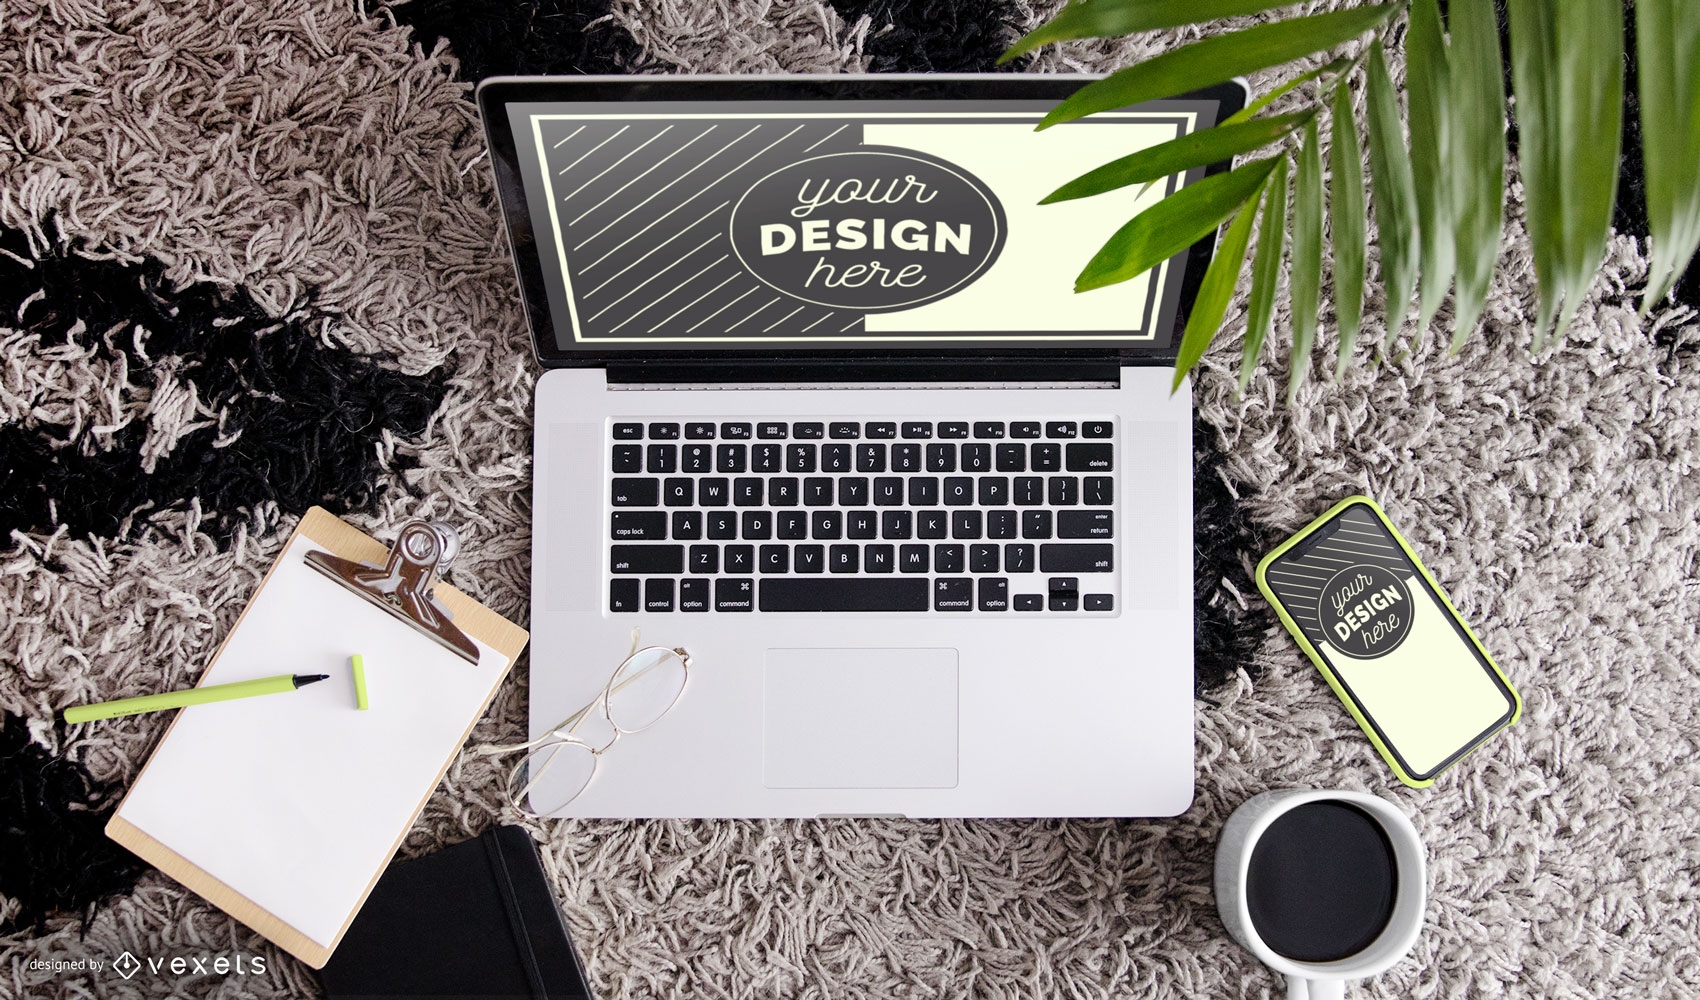 your
DESIGN
here
esc F1 F2 F3 F4 F5 F6 F7 F8 F9 F10 F11 F12
~ ! @ # $ % ^ & * ( ) _ +
` 1 2 3 4 5 6 7 8 9 0 - = delete
tab Q W E R T Y U I O P { [ } ] | \
caps lock A S D F G H J K L : ; " ' enter return
shift Z X C V B N M < , > . ? / shift
fn control alt option ⌘ command ⌘ command alt option
your
DESIGN
here
designed by vexels